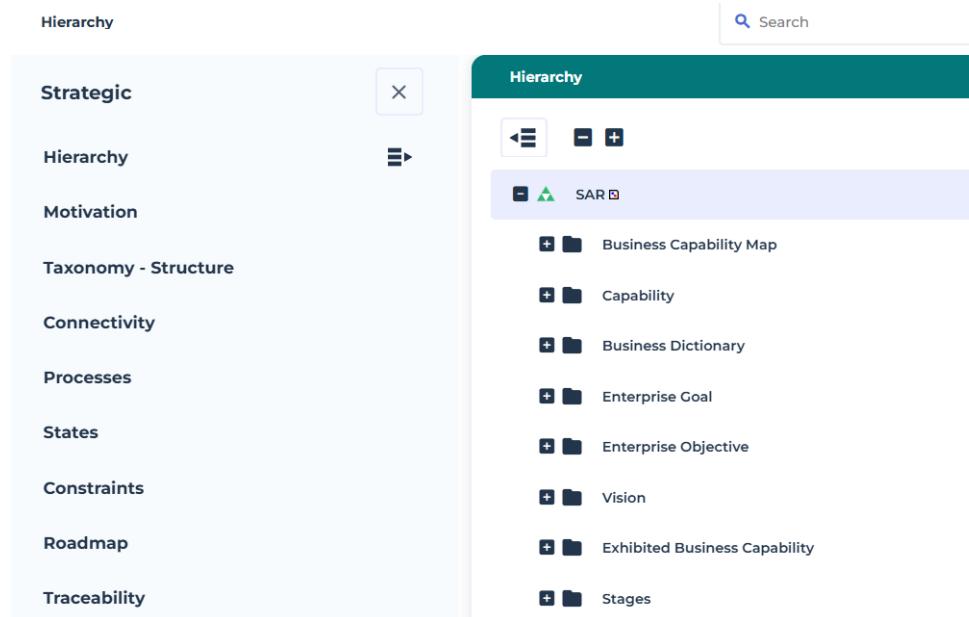 Hierarchy
Search
Strategic
Hierarchy
Motivation
Taxonomy - Structure
Connectivity
Processes
States
Constraints
Roadmap
Traceability
Hierarchy
SAR
Business Capability Map
Capability
Business Dictionary
Enterprise Goal
Enterprise Objective
Vision
Exhibited Business Capability
Stages